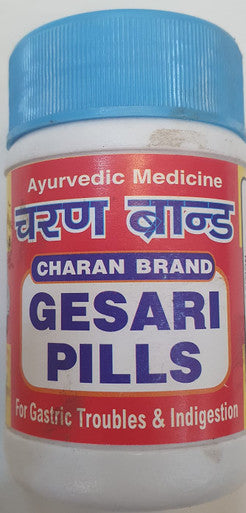 Ayurvedic Medicine
चरण ब्रान्ड
CHARAN BRAND
GESARI
PILLS
For Gastric Troubles & Indigestion